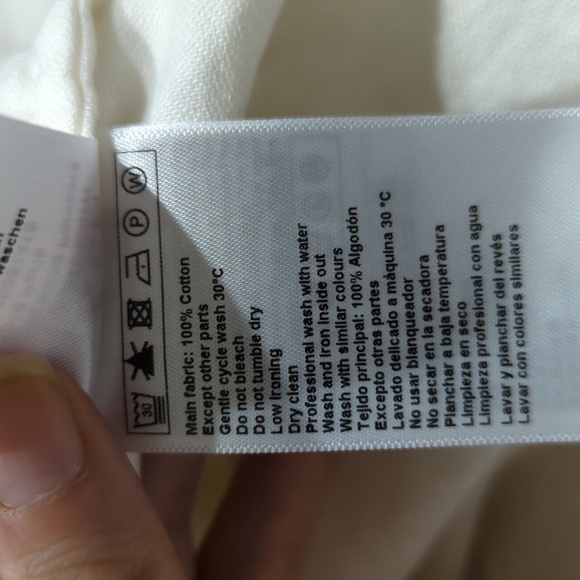 waschen
30
P
W
Main fabric: 100% Cotton
Except other parts
Gentle cycle wash 30°C
Do not bleach
Do not tumble dry
Low Ironing
Dry clean
Professional wash with water
Wash and Iron Inside out
Wash with similar colours
Tejido principal: 100% Algodón
Excepto otras partes
Lavado delicado a máquina 30 °C
No usar blanqueador
No secar en la secadora
Planchar a baja temperatura
Limpieza en seco
Limpieza profesional con agua
Lavar y planchar del revés
Lavar con colores similares